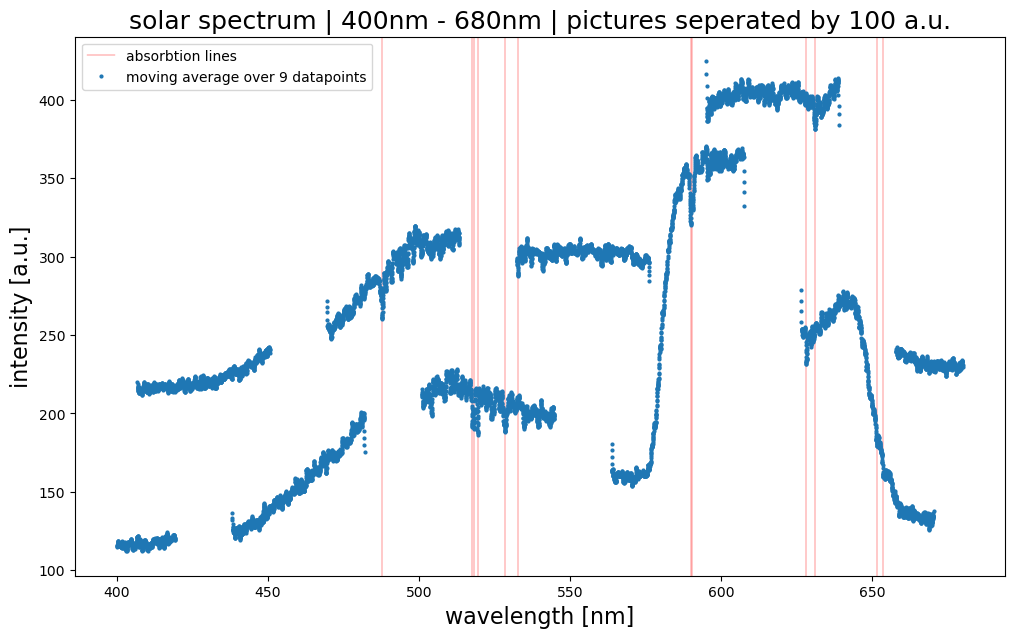 solar spectrum | 400nm - 680nm | pictures seperated by 100 a.u.
absorbtion lines
moving average over 9 datapoints
intensity [a.u.]
400
350
300
250
200
150
100
400
450
500
550
600
650
wavelength [nm]